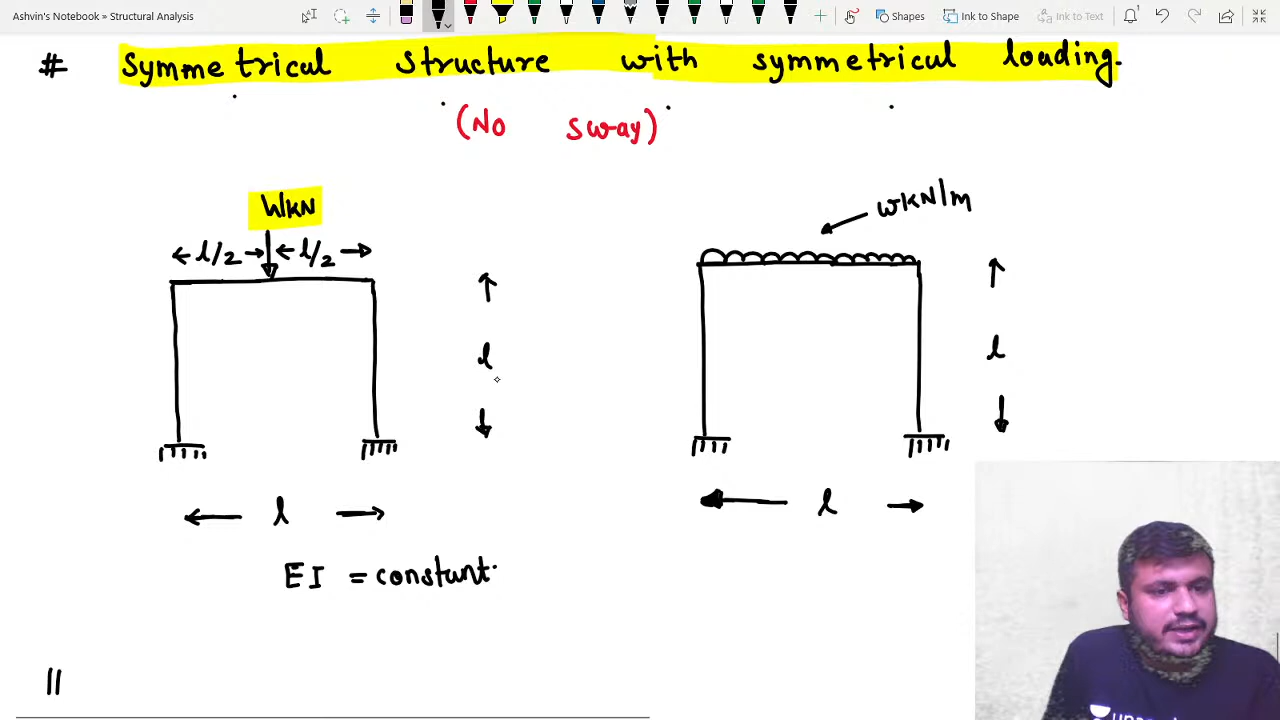 Ashvin's Notebook » Structural Analysis
Shapes
Ink to Shape
Ink to Text
# Symmetrical structure with symmetrical loading.
(No sway)
WkN
l/2 l/2
wkN/m
l
l
l
l
EI = constant.